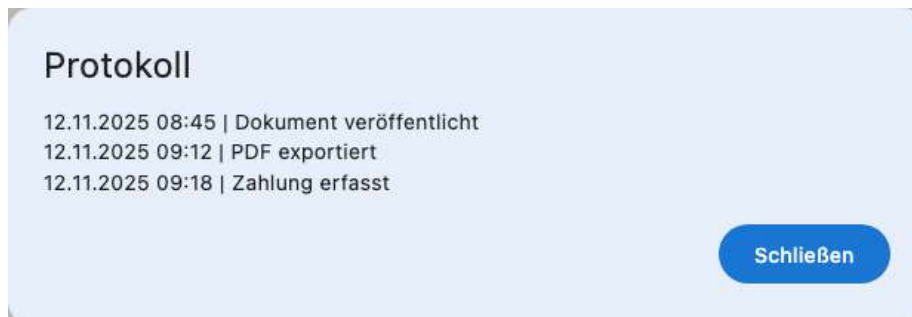 Protokoll
12.11.2025 08:45 | Dokument veröffentlicht
12.11.2025 09:12 | PDF exportiert
12.11.2025 09:18 | Zahlung erfasst
Schließen